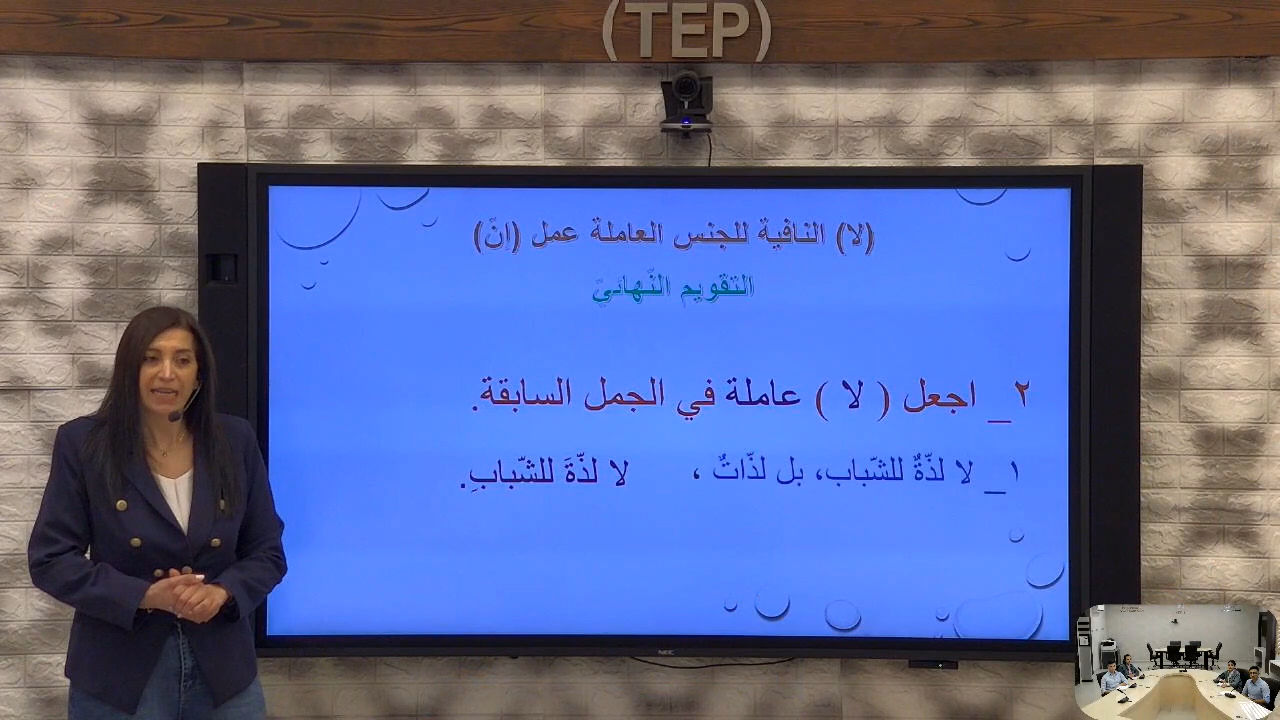 (TEP)
(لا) النافية للجنس العاملة عمل (إنّ)
التقويم النّهائيّ
٢_ اجعل ( لا ) عاملة في الجمل السابقة.
١_ لا لذّةٌ للشّباب، بل لذّاتٌ ، لا لذّةَ للشّبابِ.
NEC